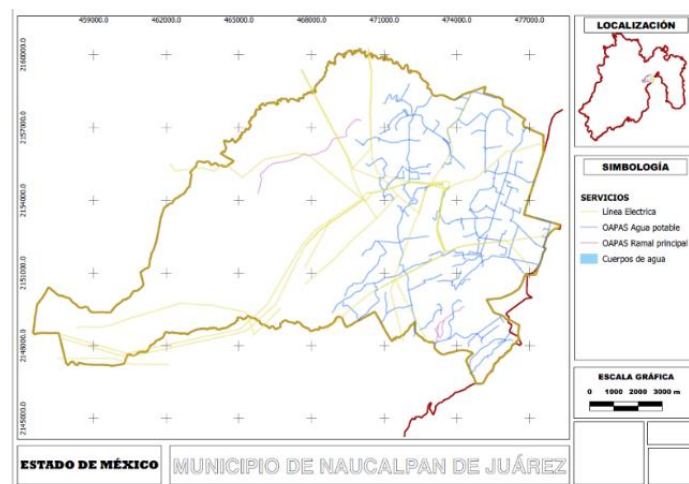 459000.0 462000.0 465000.0 468000.0 471000.0 474000.0 477000.0
2160000.0
2157000.0
2154000.0
2151000.0
2148000.0
2145000.0
LOCALIZACIÓN
SIMBOLOGÍA
SERVICIOS
Línea Electrica
OAPAS Agua potable
OAPAS Ramal principal
Cuerpos de agua
ESCALA GRÁFICA
0 1000 2000 3000 m
ESTADO DE MÉXICO
MUNICIPIO DE NAUCALPAN DE JUÁREZ